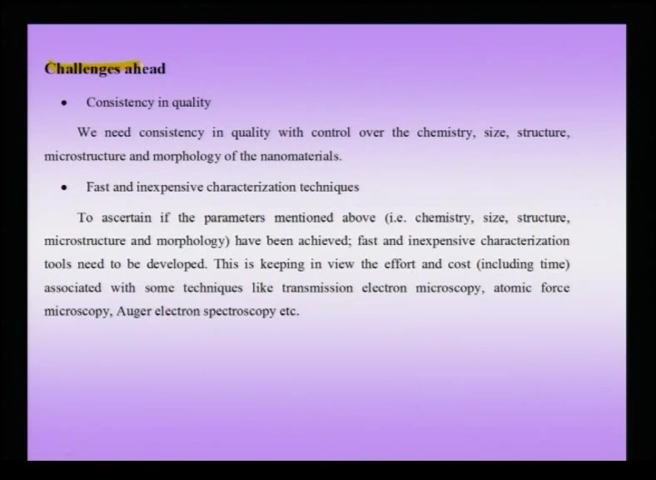 Challenges ahead
• Consistency in quality
We need consistency in quality with control over the chemistry, size, structure,
microstructure and morphology of the nanomaterials.
• Fast and inexpensive characterization techniques
To ascertain if the parameters mentioned above (i.e. chemistry, size, structure,
microstructure and morphology) have been achieved; fast and inexpensive characterization
tools need to be developed. This is keeping in view the effort and cost (including time)
associated with some techniques like transmission electron microscopy, atomic force
microscopy, Auger electron spectroscopy etc.